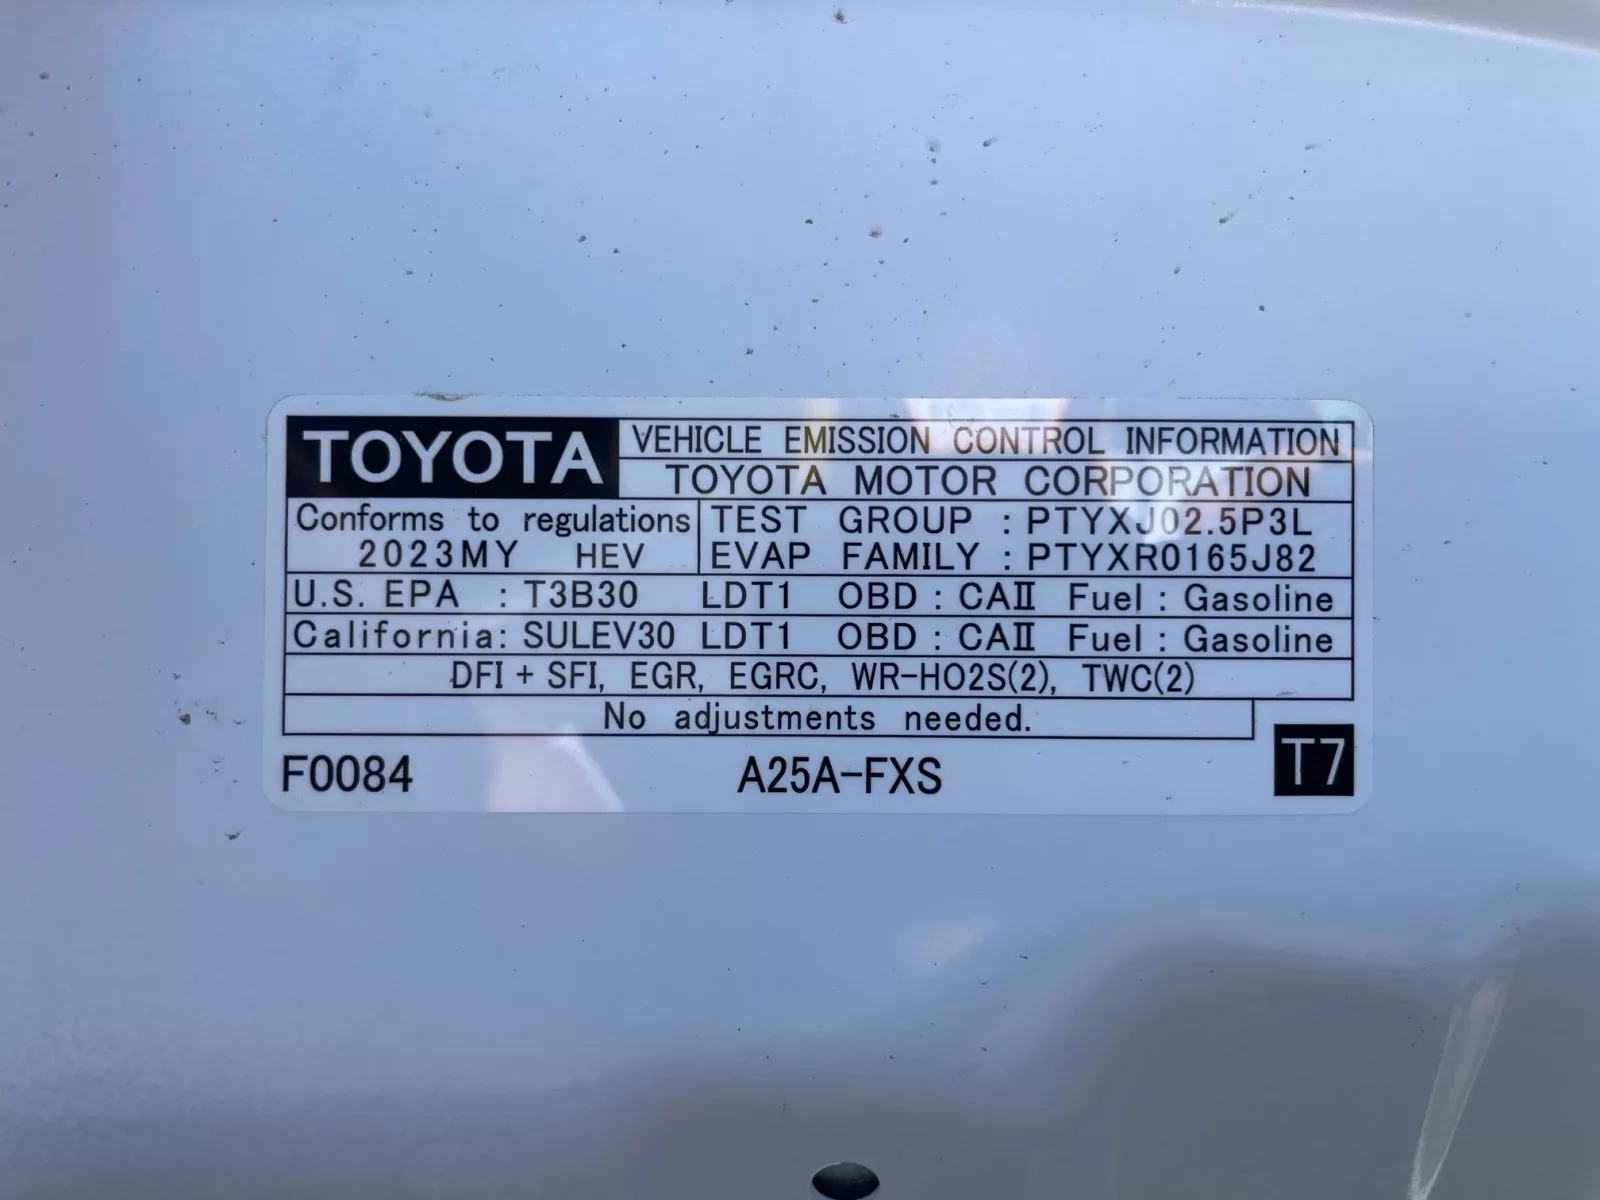 TOYOTA VEHICLE EMISSION CONTROL INFORMATION
TOYOTA MOTOR CORPORATION
Conforms to regulations
2023MY HEV
TEST GROUP : PTYXJ02.5P3L
EVAP FAMILY : PTYXR0165J82
U.S. EPA : T3B30 LDT1 OBD : CAⅡ Fuel : Gasoline
California: SULEV30 LDT1 OBD : CAⅡ Fuel : Gasoline
DFI + SFI, EGR, EGRC, WR-HO2S(2), TWC(2)
No adjustments needed.
F0084 A25A-FXS T7